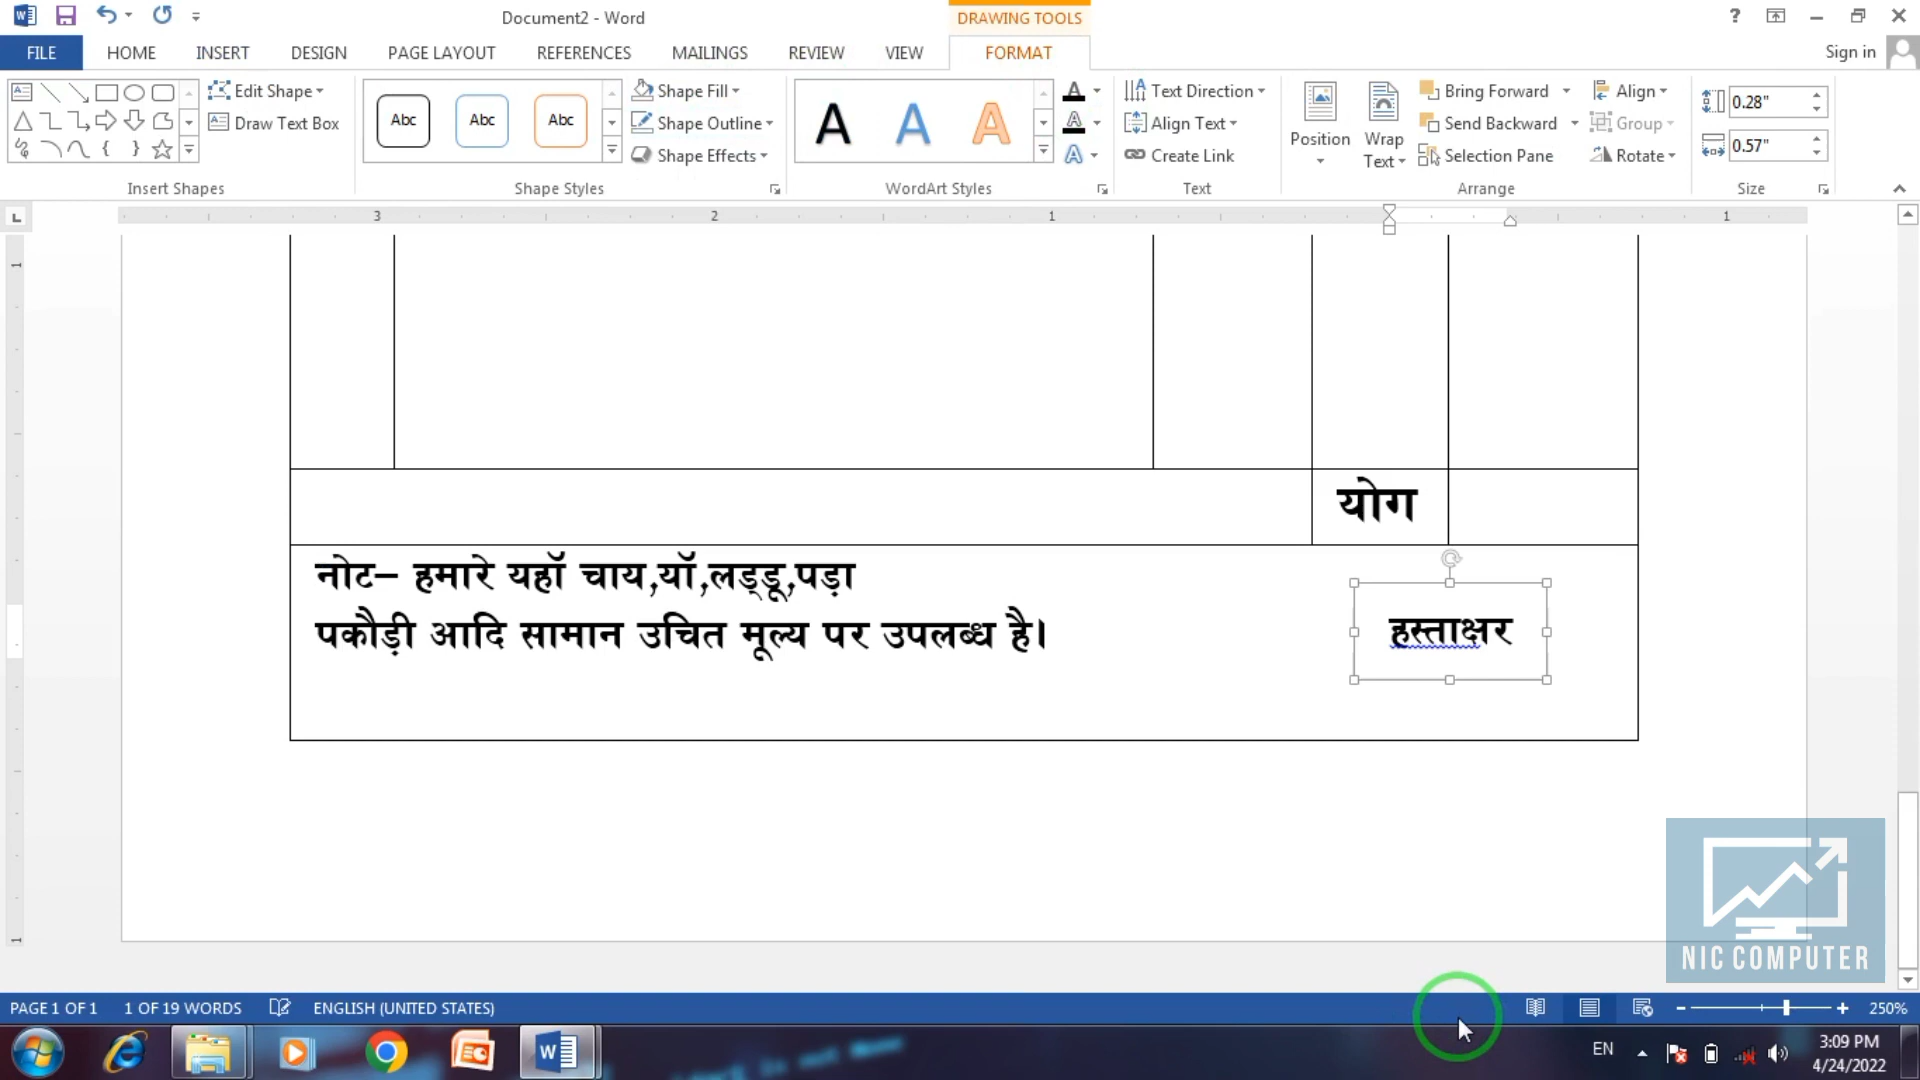 Document2 - Word
DRAWING TOOLS
FILE
HOME
INSERT
DESIGN
PAGE LAYOUT
REFERENCES
MAILINGS
REVIEW
VIEW
FORMAT
Sign in
Edit Shape
Draw Text Box
Abc
Abc
Abc
Shape Fill
Shape Outline
Shape Effects
A
A
A
Text Direction
Align Text
Create Link
Position
Wrap
Text
Bring Forward
Send Backward
Selection Pane
Align
Group
Rotate
0.28"
0.57"
Insert Shapes
Shape Styles
WordArt Styles
Text
Arrange
Size
3
2
1
1
योग
नोट– हमारे यहॉ चाय,यॉ,लड्डू,पड़ा
पकौड़ी आदि सामान उचित मूल्य पर उपलब्ध है।
हस्ताक्षर
NIC COMPUTER
PAGE 1 OF 1
1 OF 19 WORDS
ENGLISH (UNITED STATES)
250%
EN
3:09 PM
4/24/2022